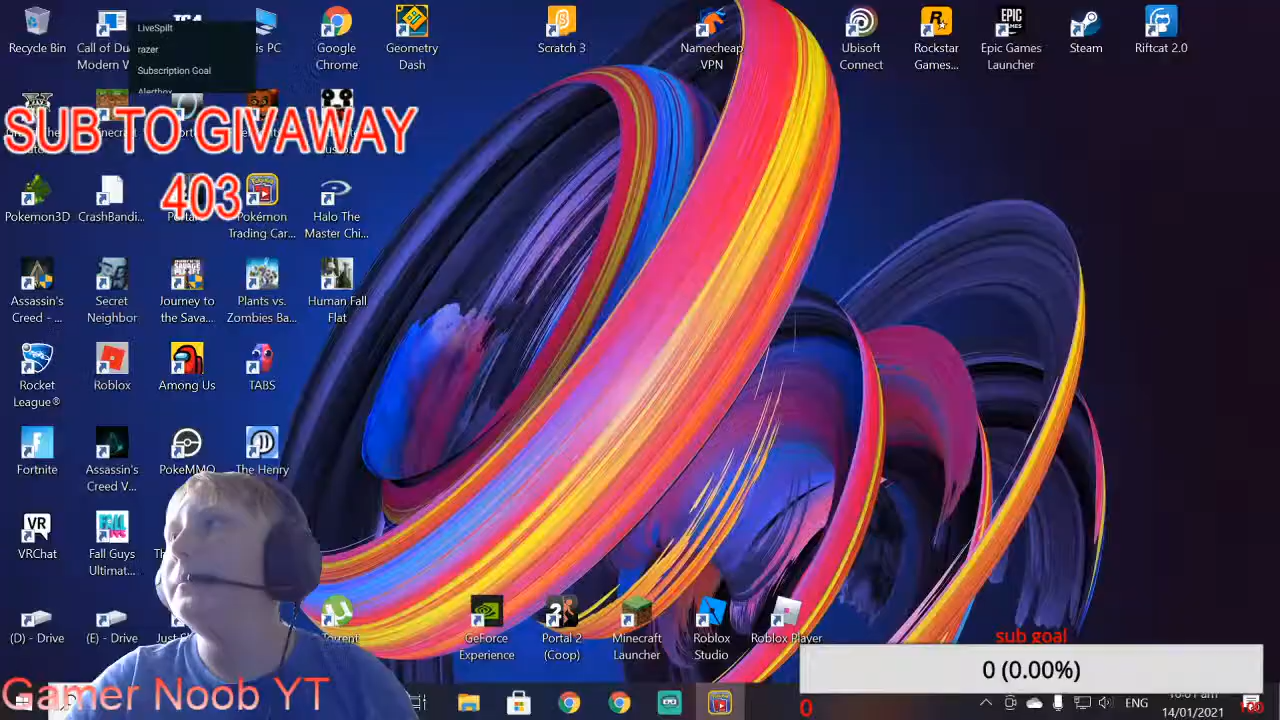 LiveSpilt
razer
Subscription Goal
Alertbox
Recycle Bin
Call of Du...
Modern W
is PC
Google
Chrome
Geometry
Dash
Scratch 3
Namecheap
VPN
Ubisoft
Connect
Rockstar
Games...
Epic Games
Launcher
Steam
Riftcat 2.0
SUB TO GIVAWAY
403
Pokemon3D
CrashBandi...
Pokémon
Trading Car...
Halo The
Master Chi...
Assassin's
Creed - ...
Secret
Neighbor
Journey to
the Sava...
Plants vs.
Zombies Ba...
Human Fall
Flat
Rocket
League®
Roblox
Among Us
TABS
Fortnite
Assassin's
Creed V...
PokeMMO
The Henry
VR
VRChat
Fall Guys
Ultimat...
(D) - Drive
(E) - Drive
GeForce
Experience
Portal 2
(Coop)
Minecraft
Launcher
Roblox
Studio
Roblox Player
sub goal
0 (0.00%)
0
100
Gamer Noob YT
ENG
14/01/2021